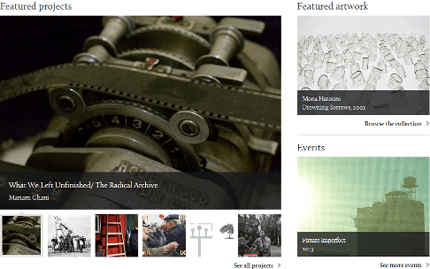 Featured projects
What We Left Unfinished/ The Radical Archive
Mariam Ghani
See all projects >
Featured artwork
Mona Hatoum
Drowning Sorrows, 2002
Browse the collection >
Events
Future Imperfect
2013
See more events >